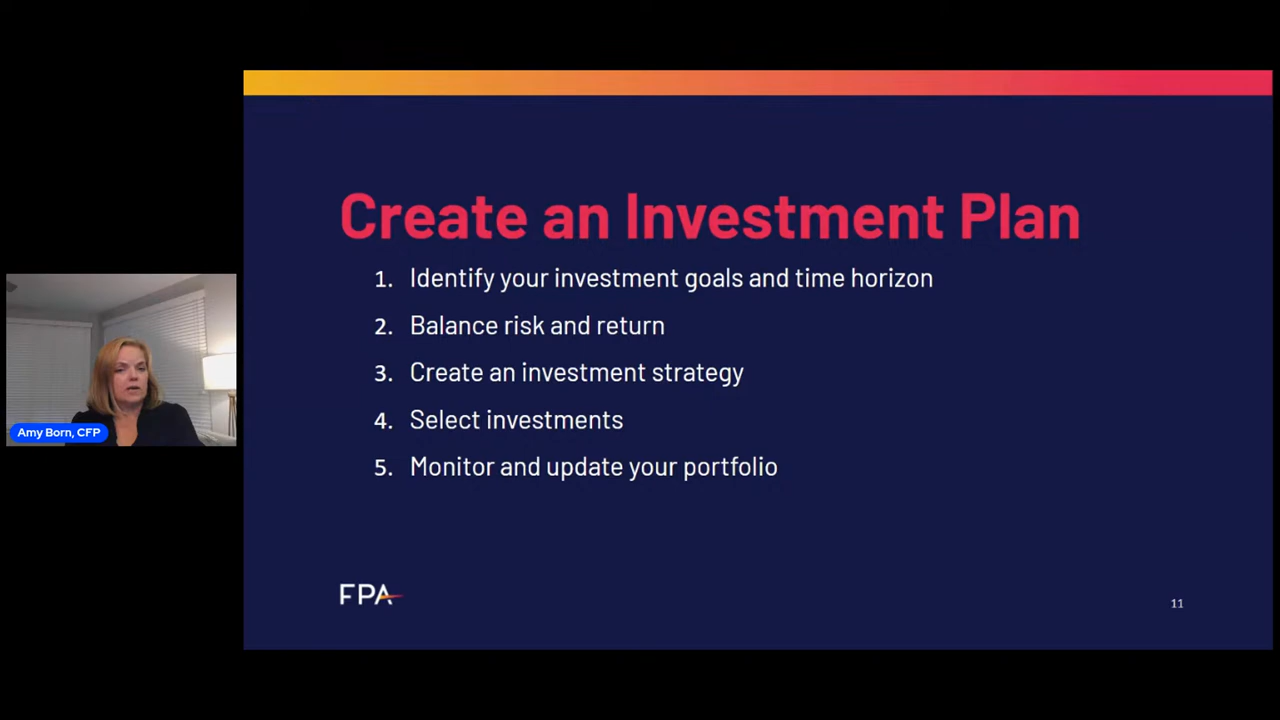 Create an Investment Plan
1. Identify your investment goals and time horizon
2. Balance risk and return
3. Create an investment strategy
4. Select investments
5. Monitor and update your portfolio
Amy Born, CFP
FPA
11